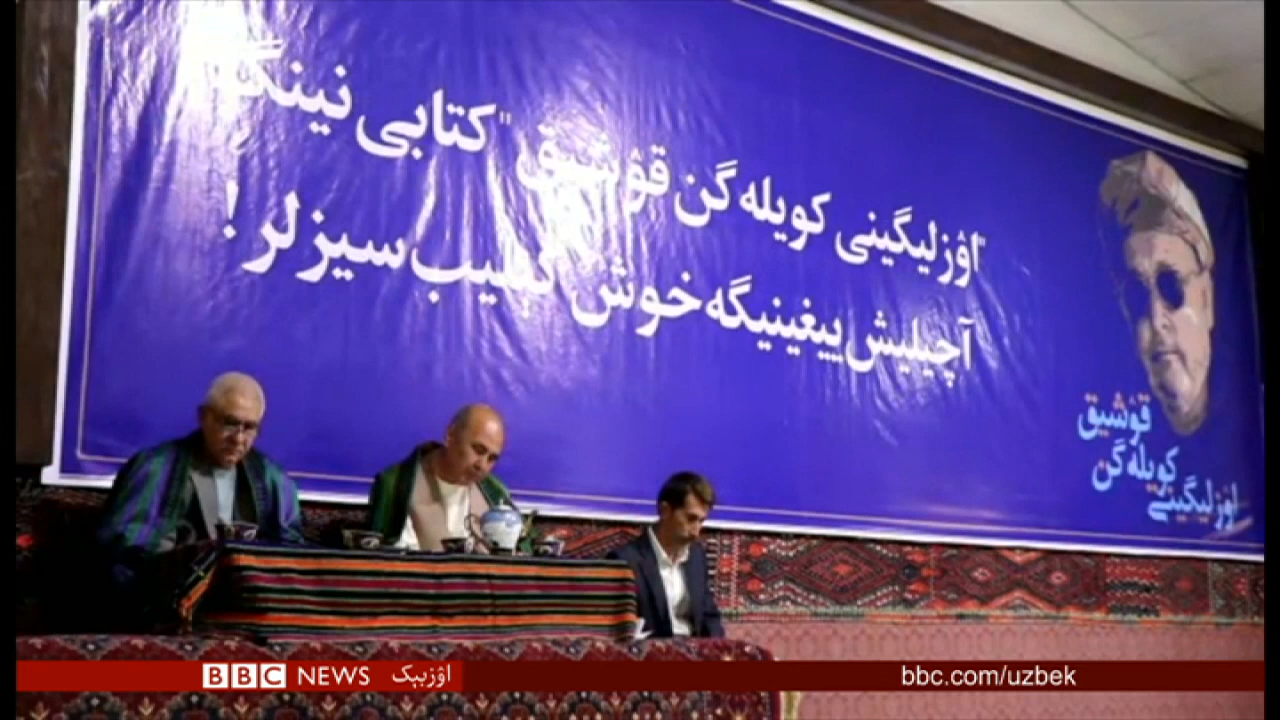 "اۉزلیگینی کویله‌گن قۉشیق" کتابی نینگ
آچیلیش ییغینیگه خوش کېلیب سیزلر!
قۉشیق
کویله‌گن
اۉزلیگینی
BBC NEWS اۉزبېک
bbc.com/uzbek